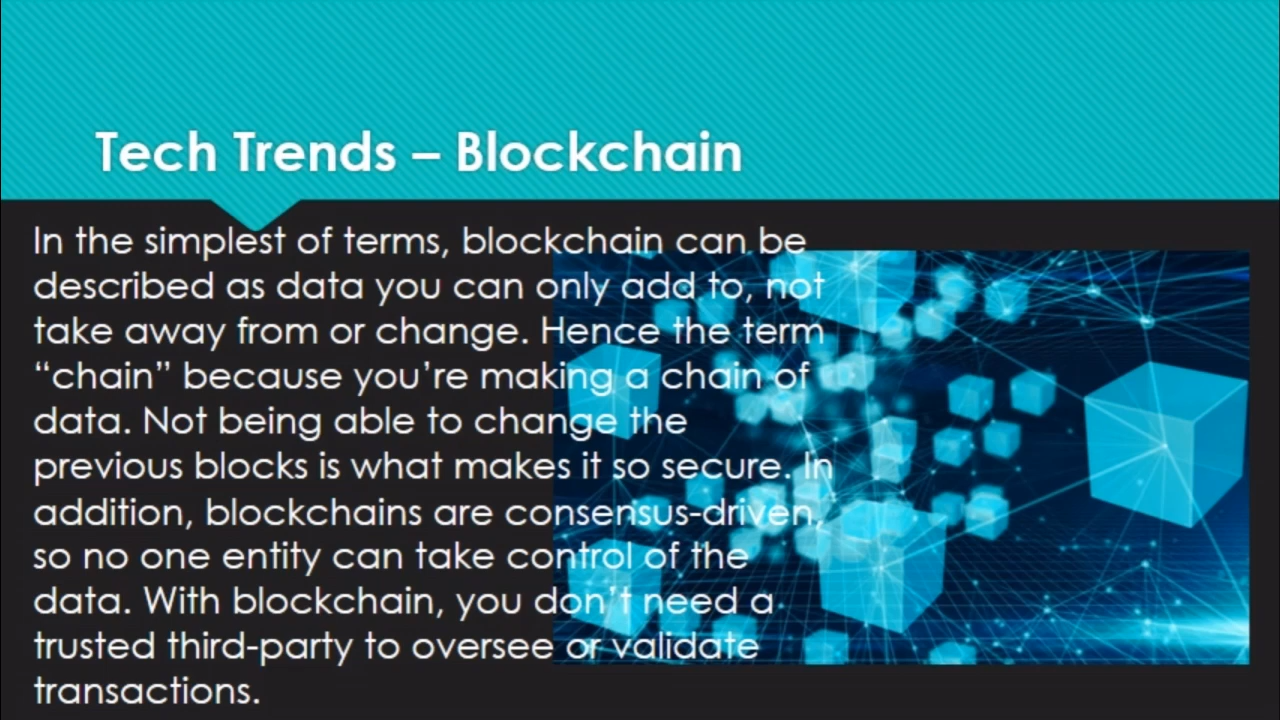 Tech Trends – Blockchain
In the simplest of terms, blockchain can be
described as data you can only add to, not
take away from or change. Hence the term
“chain” because you’re making a chain of
data. Not being able to change the
previous blocks is what makes it so secure. In
addition, blockchains are consensus-driven,
so no one entity can take control of the
data. With blockchain, you don’t need a
trusted third-party to oversee or validate
transactions.